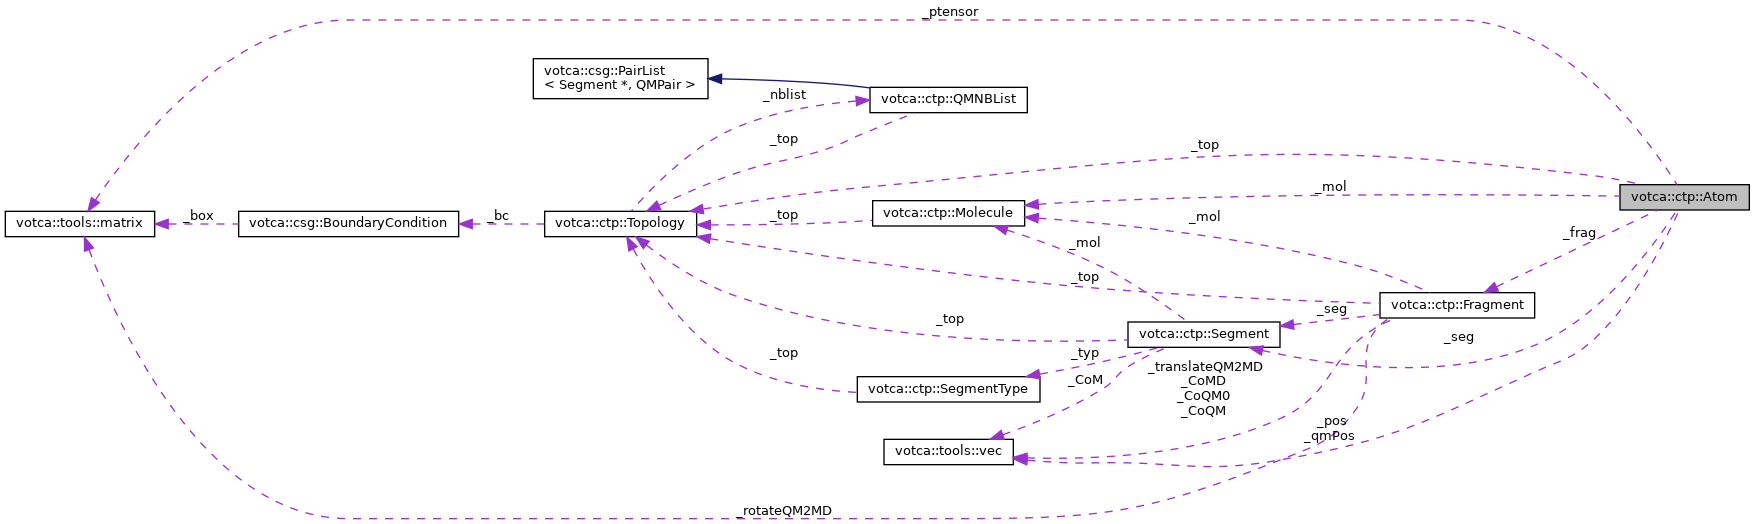 _ptensor
votca::csg::PairList
< Segment *, QMPair >
_nblist
votca::ctp::QMNBList
_top
_top
_mol
votca::ctp::Atom
votca::tools::matrix
_box
votca::csg::BoundaryCondition
_bc
votca::ctp::Topology
_top
votca::ctp::Molecule
_mol
_mol
_frag
_top
votca::ctp::Fragment
_top
votca::ctp::Segment
_seg
_seg
_top
_typ
_CoM
votca::ctp::SegmentType
_translateQM2MD
_CoMD
_CoQM0
_CoQM
_pos
_qmPos
votca::tools::vec
_rotateQM2MD